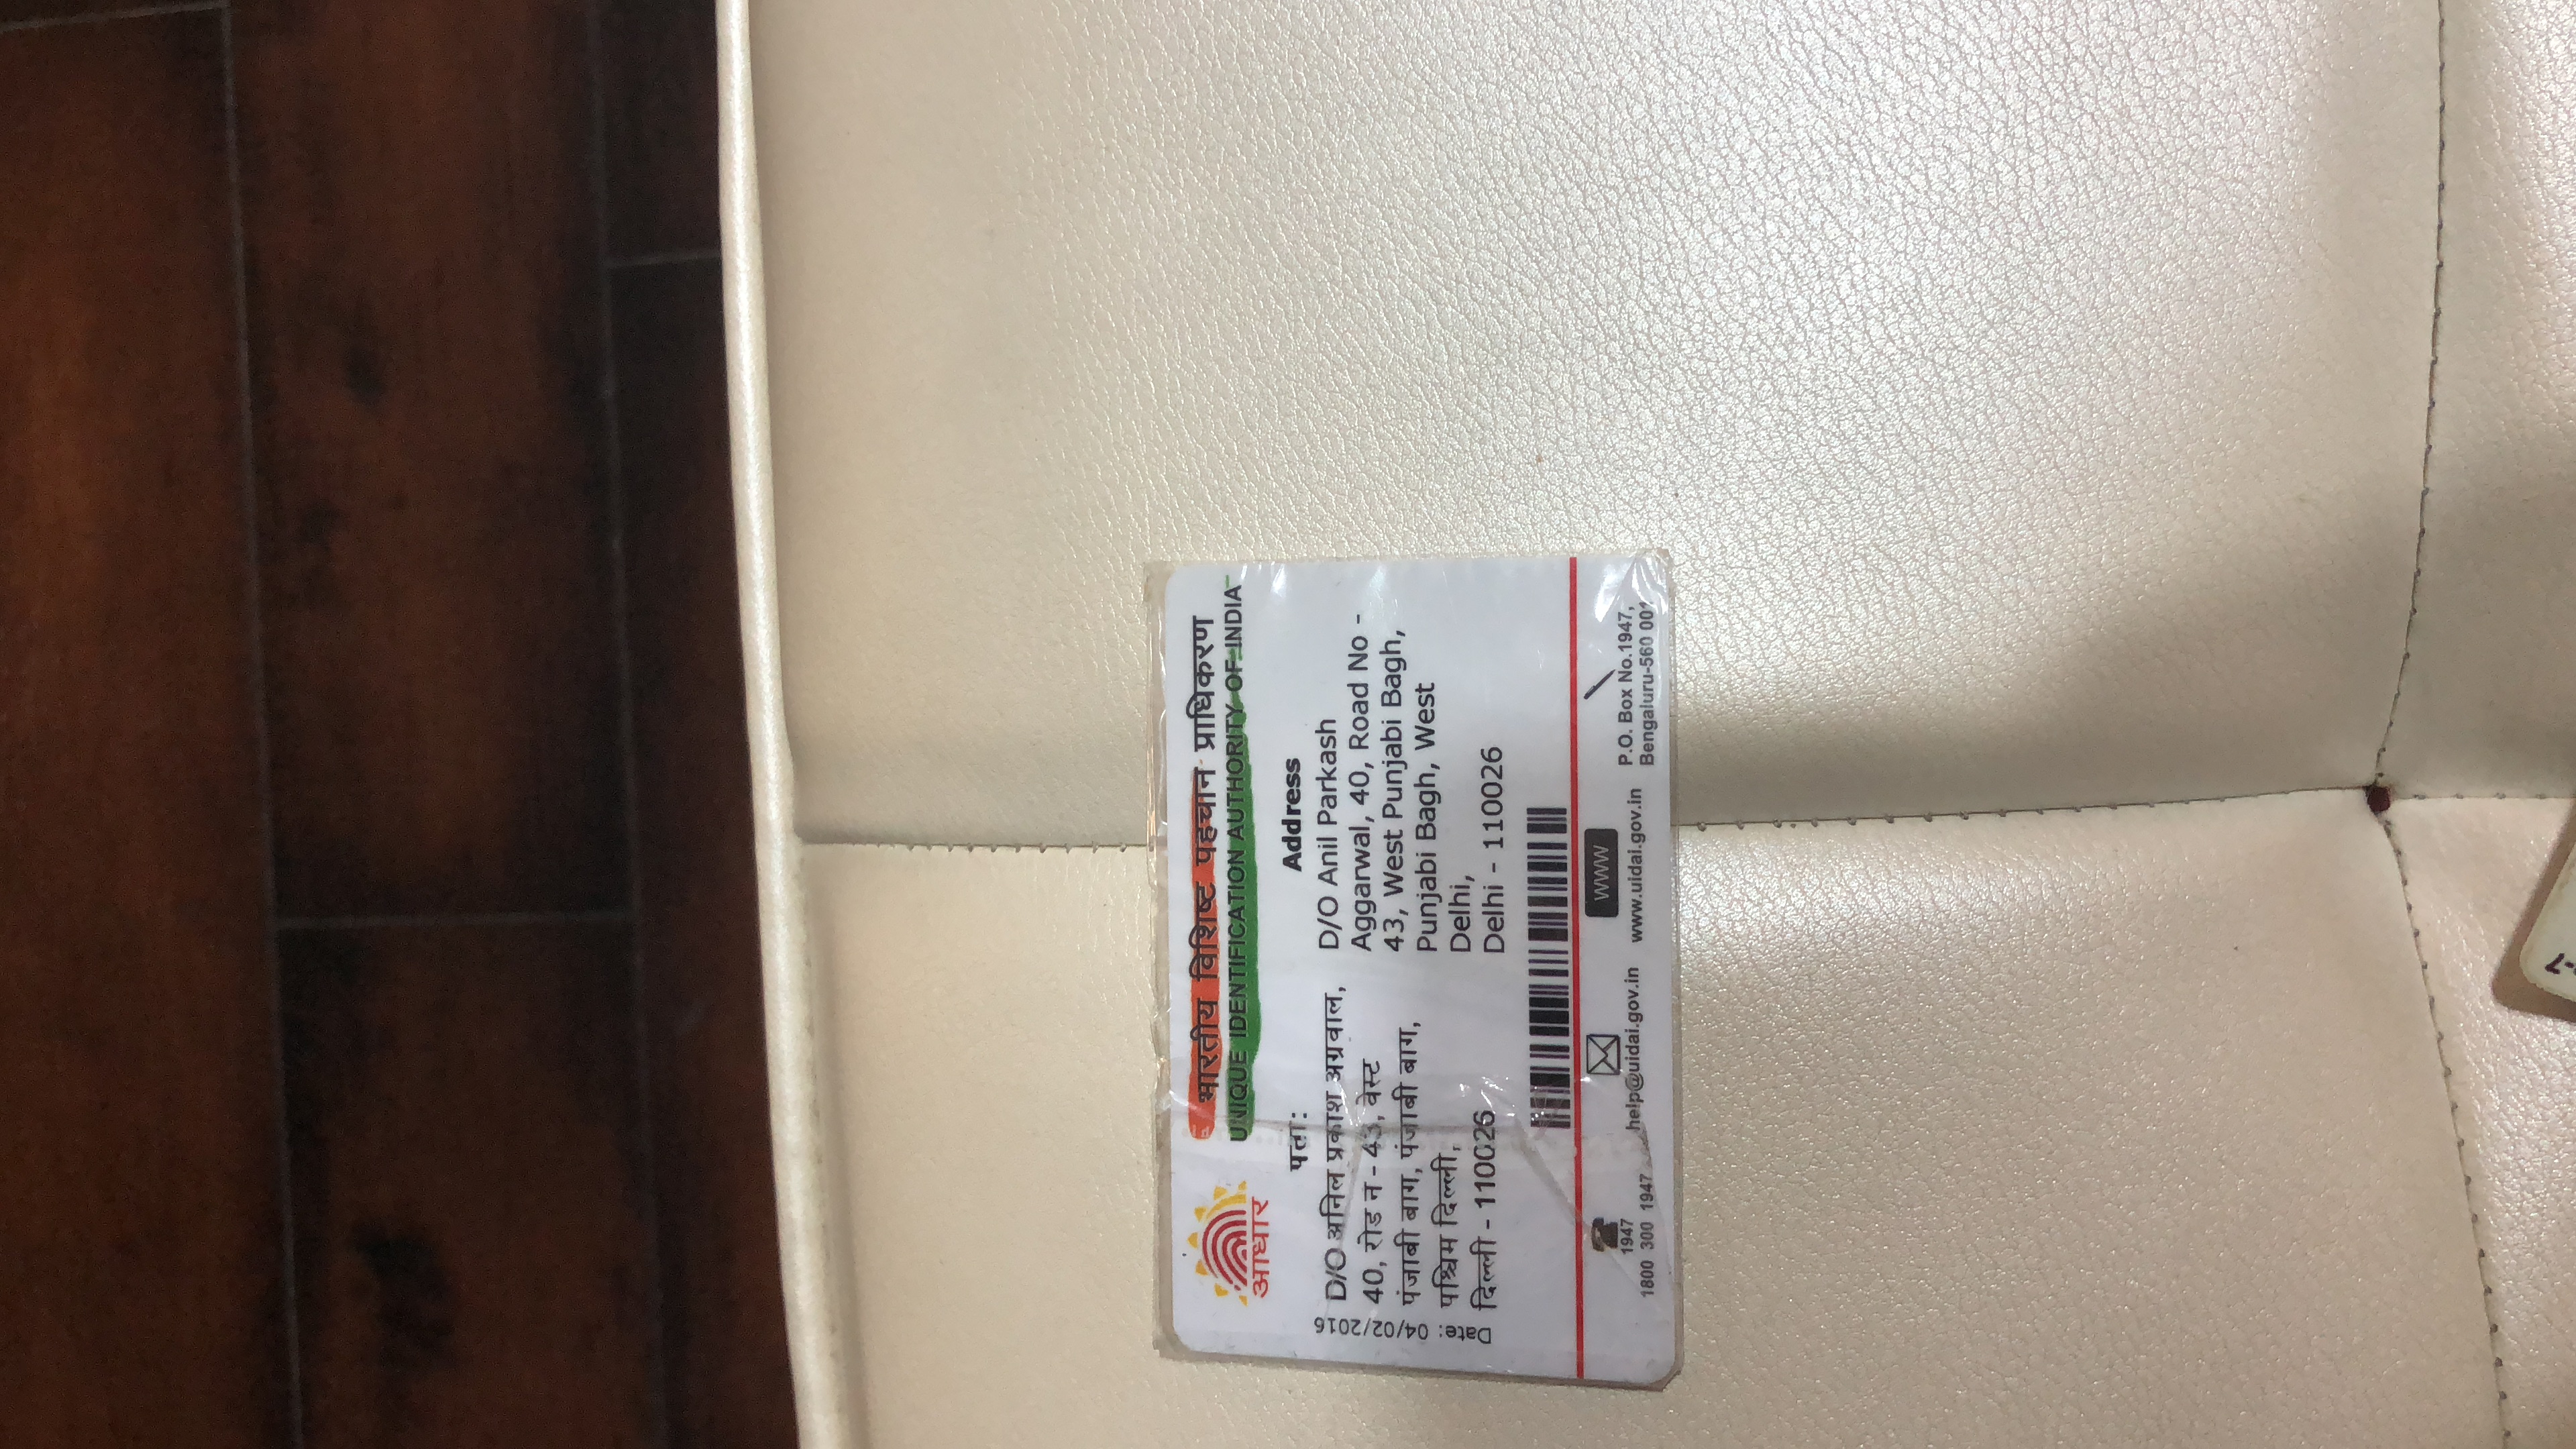 भारतीय विशिष्ट पहचान प्राधिकरण
UNIQUE IDENTIFICATION AUTHORITY OF INDIA
आधार
पता:
D/O अनिल प्रकाश अग्रवाल,
40, रोड न - 43, वेस्ट
पंजाबी बाग, पंजाबी बाग,
पश्चिम दिल्ली,
दिल्ली - 110026
Address
D/O Anil Parkash
Aggarwal, 40, Road No -
43, West Punjabi Bagh,
Punjabi Bagh, West
Delhi,
Delhi - 110026
Date: 04/02/2016
1947
1800 300 1947
help@uidai.gov.in
www
www.uidai.gov.in
P.O. Box No.1947,
Bengaluru-560 001